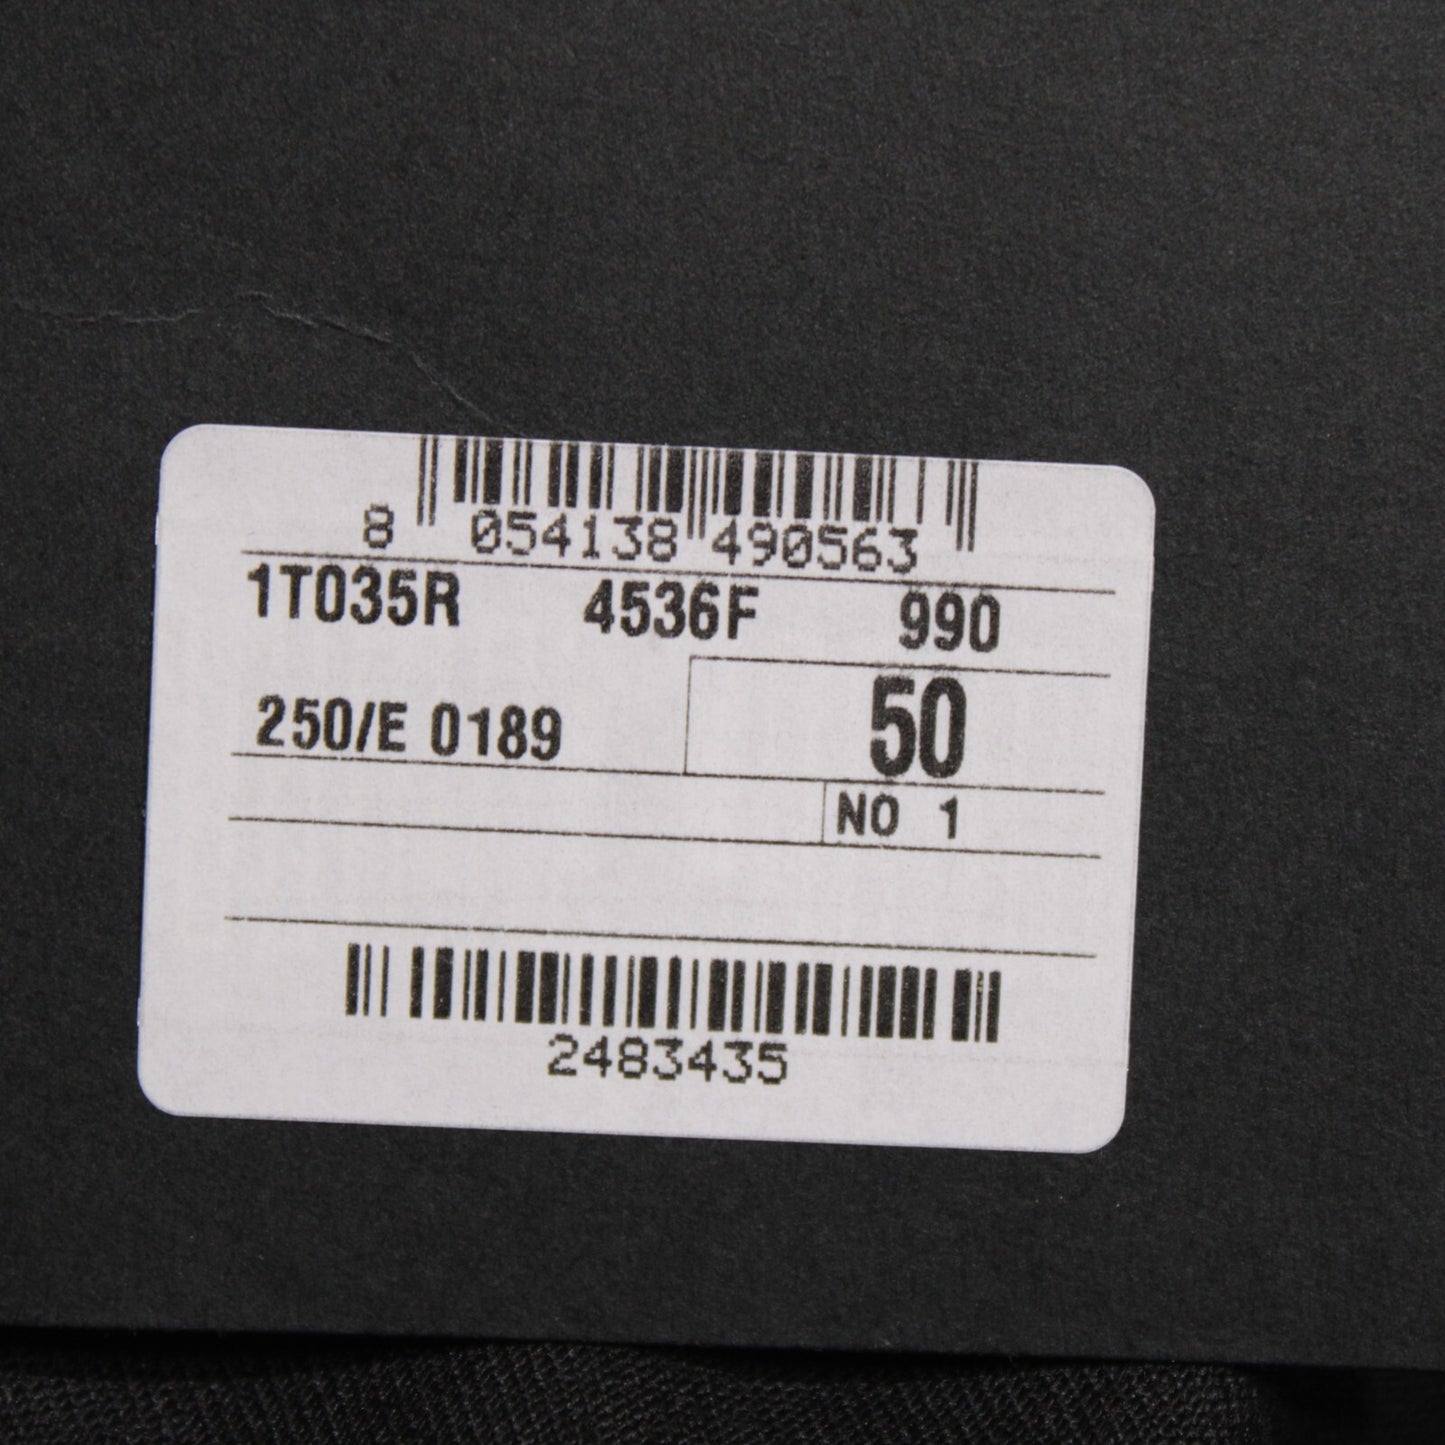 8 054138 490563
1T035R 4536F 990
250/E 0189 50
NO 1
2483435